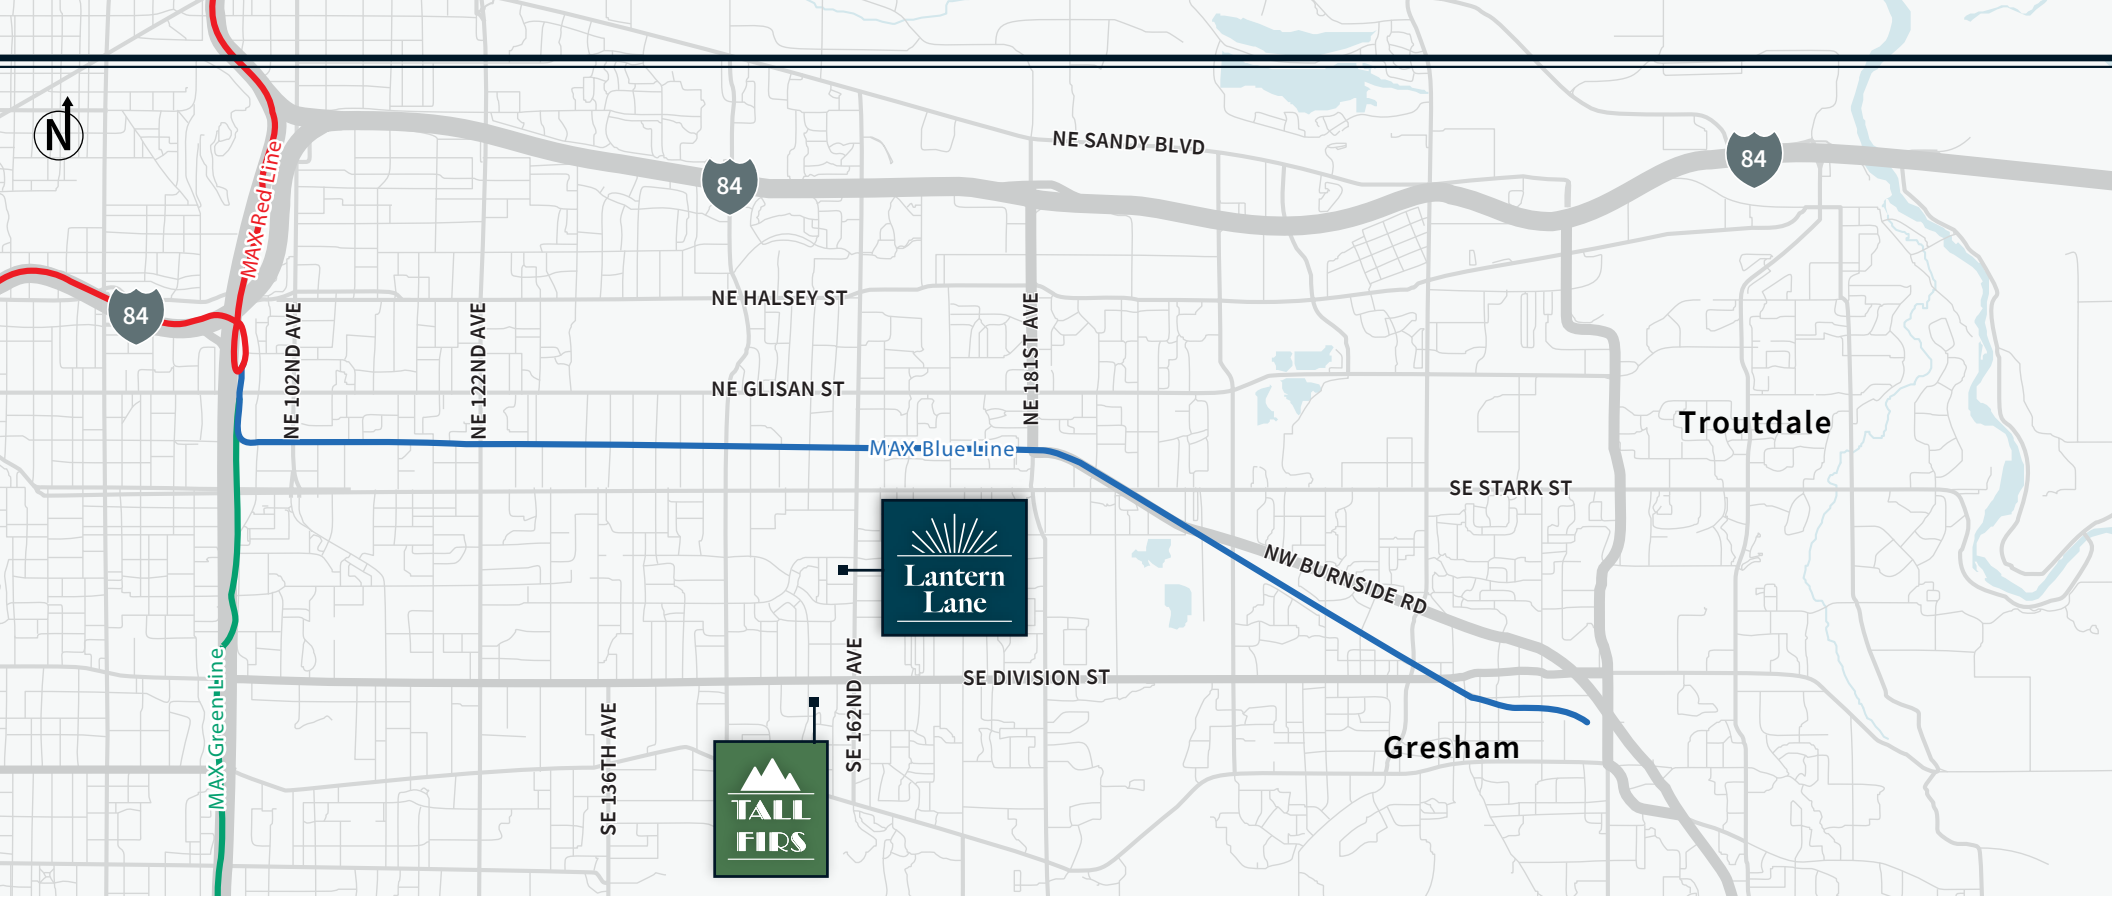 N
NE SANDY BLVD
84
84
MAX Red Line
84
NE HALSEY ST
NE 102ND AVE
NE 122ND AVE
NE 181ST AVE
NE GLISAN ST
Troutdale
MAX Blue Line
SE STARK ST
Lantern
Lane
NW BURNSIDE RD
SE 162ND AVE
SE DIVISION ST
MAX Green Line
SE 136TH AVE
Gresham
TALL
FIRS